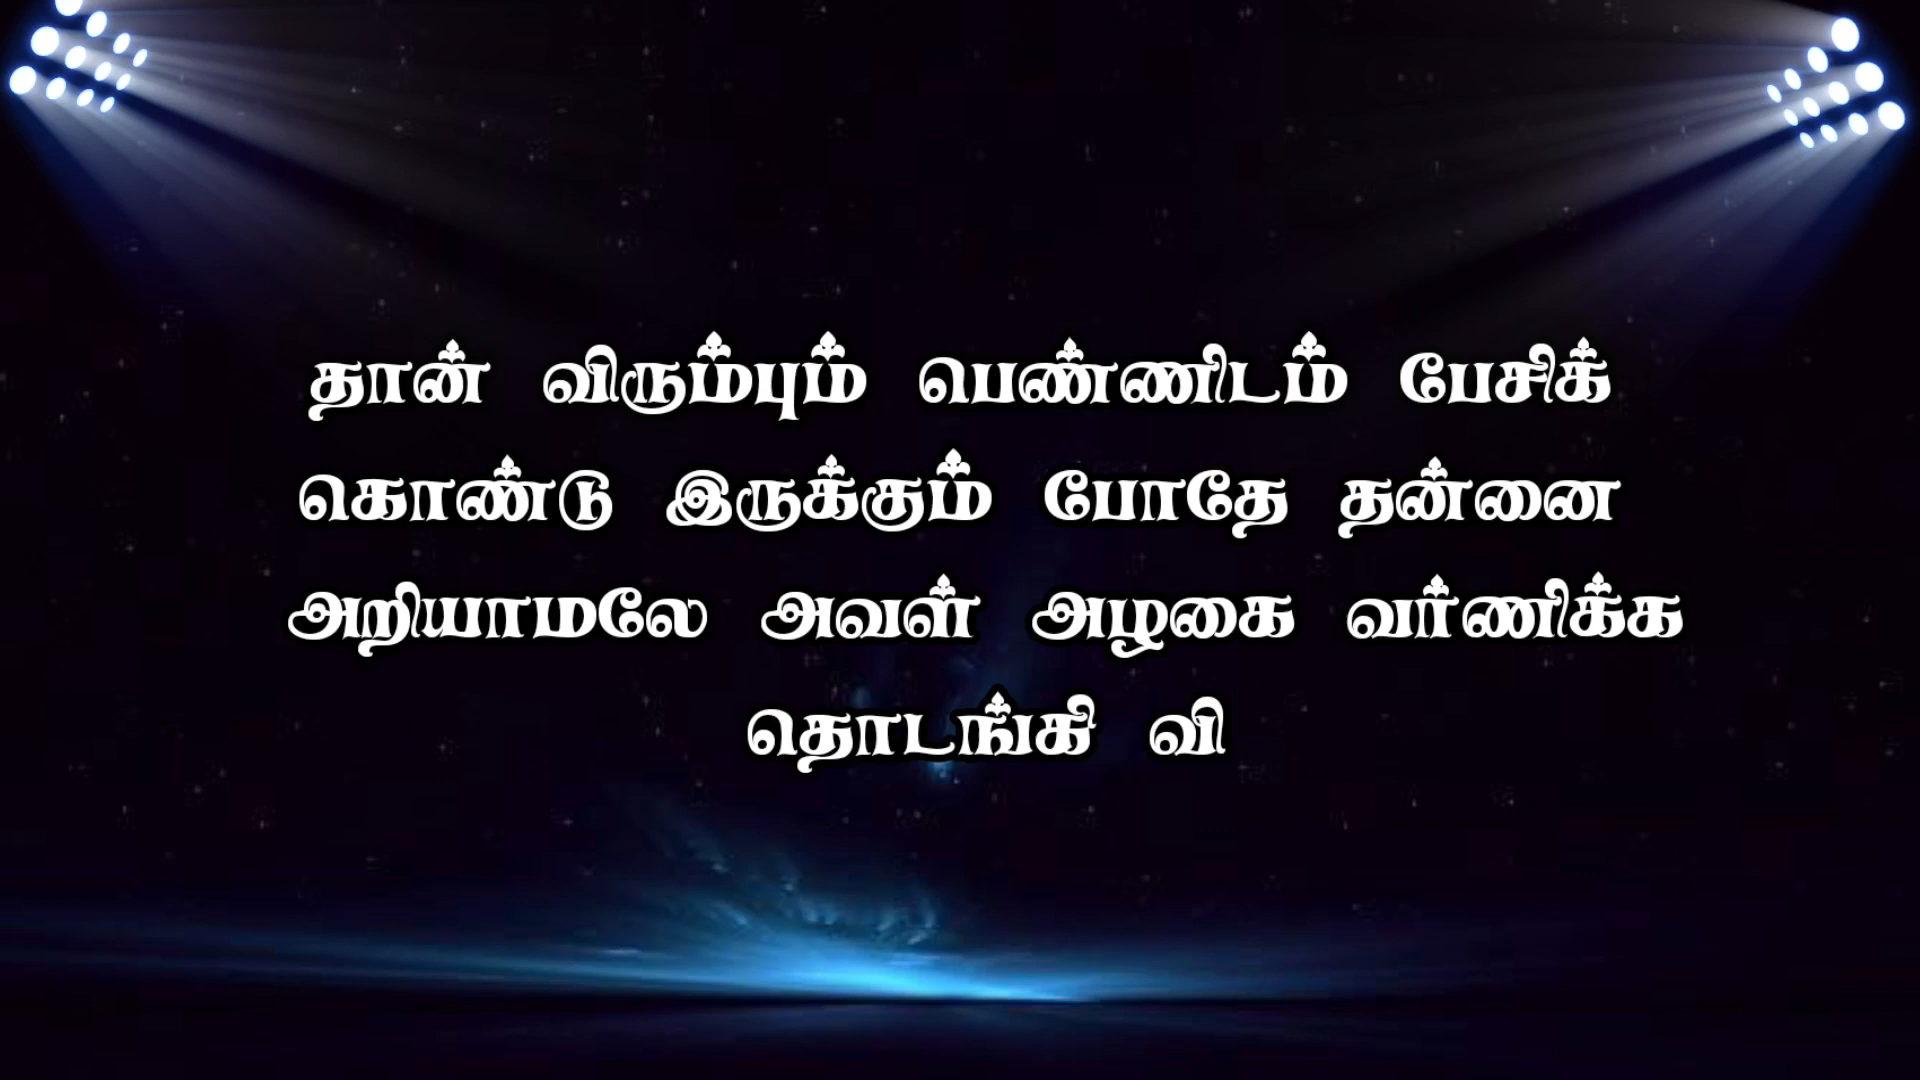 தான் விரும்பும் பெண்ணிடம் பேசிக்
கொண்டு இருக்கும் போதே தன்னை
அறியாமலே அவள் அழகை வர்ணிக்க
தொடங்கி வி